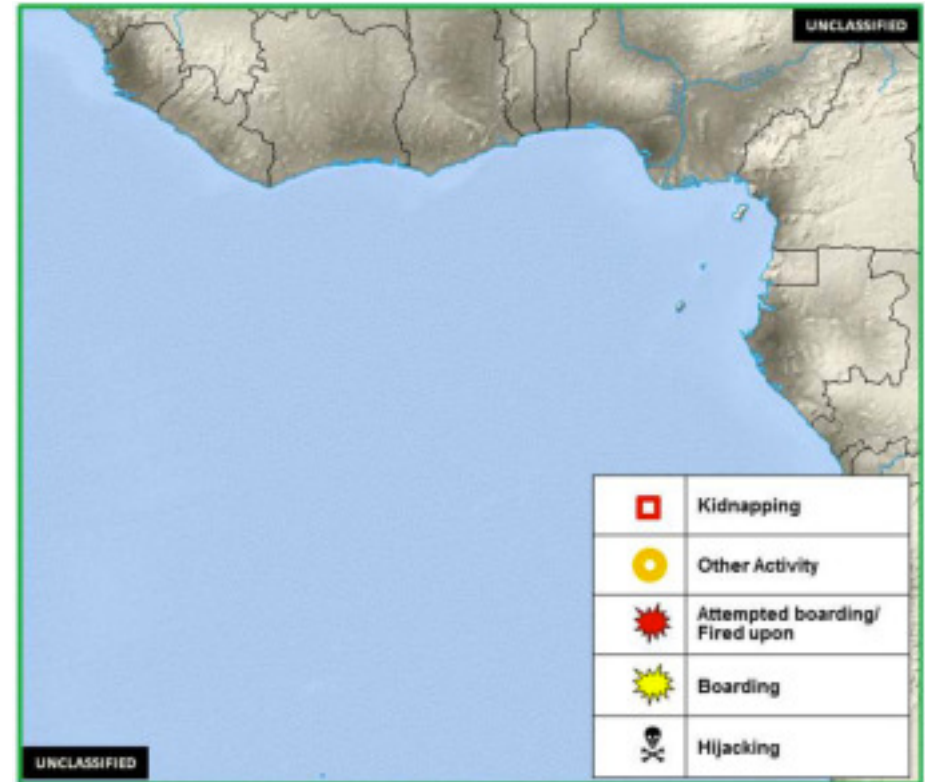 UNCLASSIFIED
Kidnapping
Other Activity
Attempted boarding/
Fired upon
Boarding
Hijacking
UNCLASSIFIED